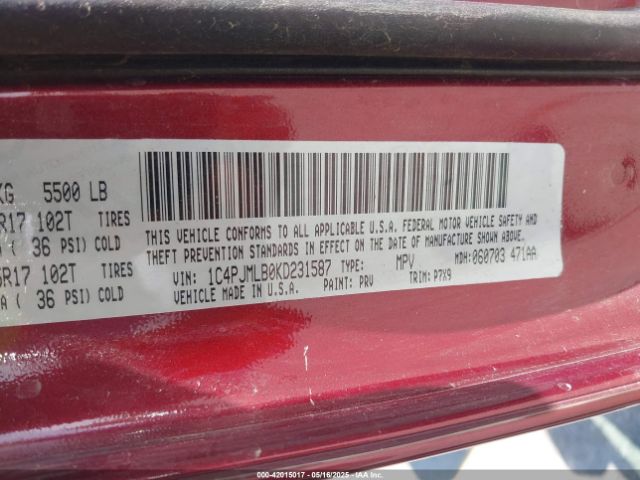 KG 5500 LB
R17 102T TIRES
( 36 PSI) COLD
R17 102T TIRES
A ( 36 PSI) COLD
THIS VEHICLE CONFORMS TO ALL APPLICABLE U.S.A. FEDERAL MOTOR VEHICLE SAFETY AND
THEFT PREVENTION STANDARDS IN EFFECT ON THE DATE OF MANUFACTURE SHOWN ABOVE.
VIN: 1C4PJMLB0KD231587 TYPE: MPV MDH: 060703 471AA
VEHICLE MADE IN U.S.A. PAINT: PRV TRIM: P7X9
000-42015017 - 05/16/2025 - IAAI.com